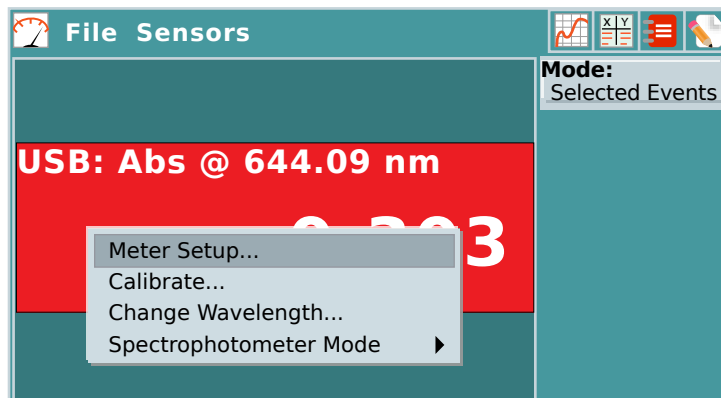 File Sensors
X Y
Mode:
Selected Events
USB: Abs @ 644.09 nm
Meter Setup...
Calibrate...
Change Wavelength...
Spectrophotometer Mode